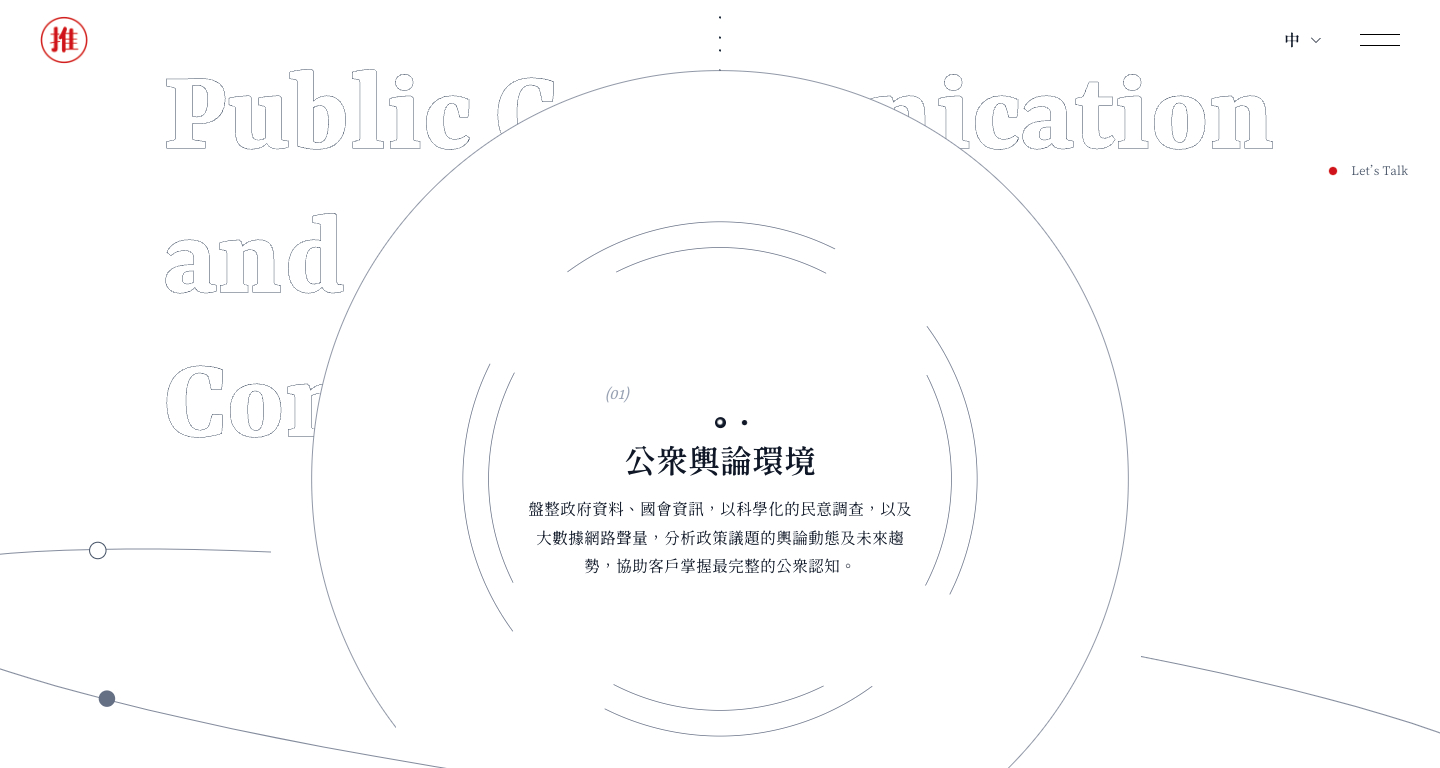 推
中
Public C nication
Let's Talk
and
Con
(01)
公眾輿論環境
盤整政府資料、國會資訊，以科學化的民意調查，以及
大數據網路聲量，分析政策議題的輿論動態及未來趨
勢，協助客戶掌握最完整的公眾認知。